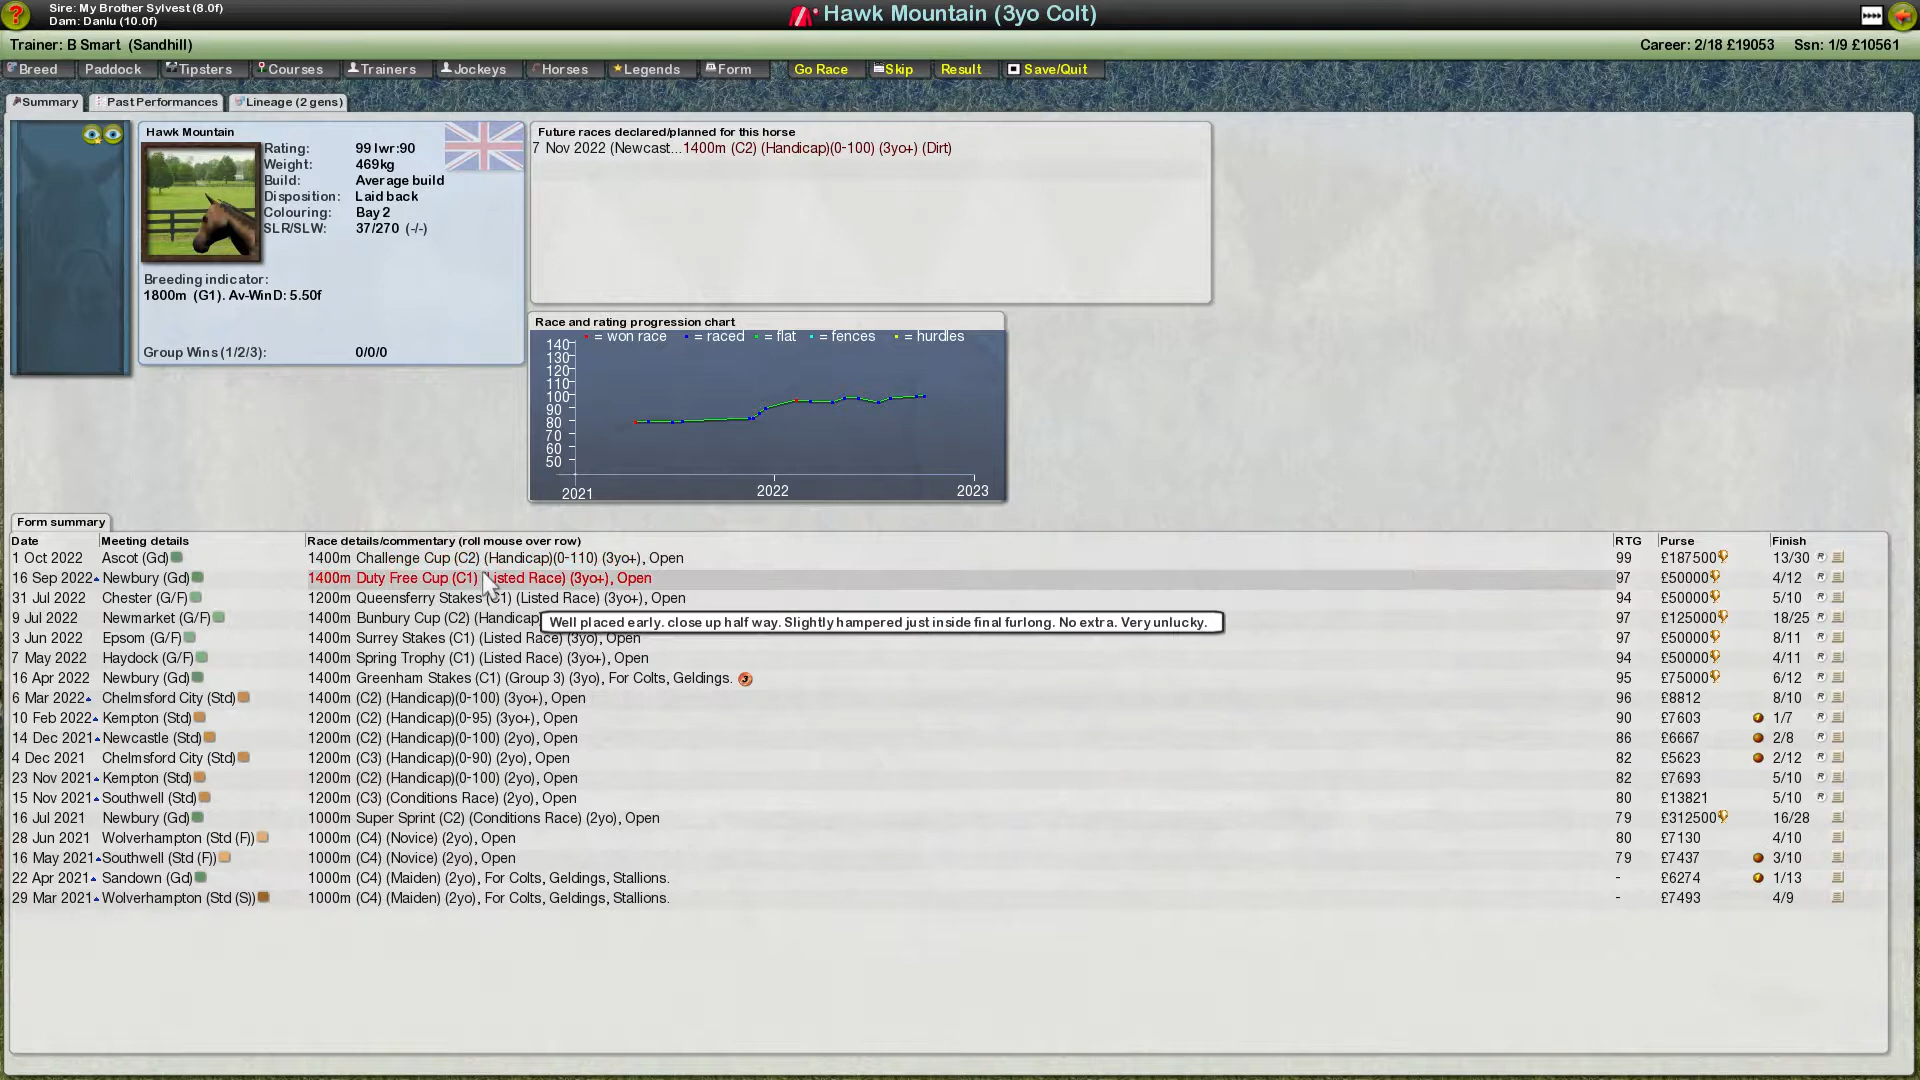 Sire: My Brother Sylvest (8.0f)
Dam: Danlu (10.0f)
Hawk Mountain (3yo Colt)
Trainer: B Smart (Sandhill)
Career: 2/18 £19053 Ssn: 1/9 £10561
Breed Paddock Tipsters Courses Trainers Jockeys Horses Legends Form Go Race Skip Result Save/Quit
Summary Past Performances Lineage (2 gens)
Hawk Mountain
Rating: 99 lwr:90
Weight: 469kg
Build: Average build
Disposition: Laid back
Colouring: Bay 2
SLR/SLW: 37/270 (-/-)
Breeding indicator:
1800m (G1). Av-WinD: 5.50f
Group Wins (1/2/3): 0/0/0
Future races declared/planned for this horse
7 Nov 2022 (Newcast...1400m (C2) (Handicap)(0-100) (3yo+) (Dirt)
Race and rating progression chart
= won race = raced = flat = fences = hurdles
140
130
120
110
100
90
80
70
60
50
2021 2022 2023
Form summary
Date Meeting details Race details/commentary (roll mouse over row) RTG Purse Finish
1 Oct 2022 Ascot (Gd) 1400m Challenge Cup (C2) (Handicap)(0-110) (3yo+), Open 99 £187500 13/30 R
16 Sep 2022 Newbury (Gd) 1400m Duty Free Cup (C1) (Listed Race) (3yo+), Open 97 £50000 4/12 R
31 Jul 2022 Chester (G/F) 1200m Queensferry Stakes (C1) (Listed Race) (3yo+), Open 94 £50000 5/10 R
9 Jul 2022 Newmarket (G/F) 1400m Bunbury Cup (C2) (Handicap 97 £125000 18/25 R
Well placed early. close up half way. Slightly hampered just inside final furlong. No extra. Very unlucky.
3 Jun 2022 Epsom (G/F) 1400m Surrey Stakes (C1) (Listed Race) (3yo), Open 97 £50000 8/11 R
7 May 2022 Haydock (G/F) 1400m Spring Trophy (C1) (Listed Race) (3yo+), Open 94 £50000 4/11 R
16 Apr 2022 Newbury (Gd) 1400m Greenham Stakes (C1) (Group 3) (3yo), For Colts, Geldings. 3 95 £75000 6/12 R
6 Mar 2022 Chelmsford City (Std) 1400m (C2) (Handicap)(0-100) (3yo+), Open 96 £8812 8/10 R
10 Feb 2022 Kempton (Std) 1200m (C2) (Handicap)(0-95) (3yo+), Open 90 £7603 1/7 R
14 Dec 2021 Newcastle (Std) 1200m (C2) (Handicap)(0-100) (2yo), Open 86 £6667 2/8 R
4 Dec 2021 Chelmsford City (Std) 1200m (C3) (Handicap)(0-90) (2yo), Open 82 £5623 2/12 R
23 Nov 2021 Kempton (Std) 1200m (C2) (Handicap)(0-100) (2yo), Open 82 £7693 5/10 R
15 Nov 2021 Southwell (Std) 1200m (C3) (Conditions Race) (2yo), Open 80 £13821 5/10 R
16 Jul 2021 Newbury (Gd) 1000m Super Sprint (C2) (Conditions Race) (2yo), Open 79 £312500 16/28
28 Jun 2021 Wolverhampton (Std (F)) 1000m (C4) (Novice) (2yo), Open 80 £7130 4/10
16 May 2021 Southwell (Std (F)) 1000m (C4) (Novice) (2yo), Open 79 £7437 3/10
22 Apr 2021 Sandown (Gd) 1000m (C4) (Maiden) (2yo), For Colts, Geldings, Stallions. - £6274 1/13
29 Mar 2021 Wolverhampton (Std (S)) 1000m (C4) (Maiden) (2yo), For Colts, Geldings, Stallions. - £7493 4/9